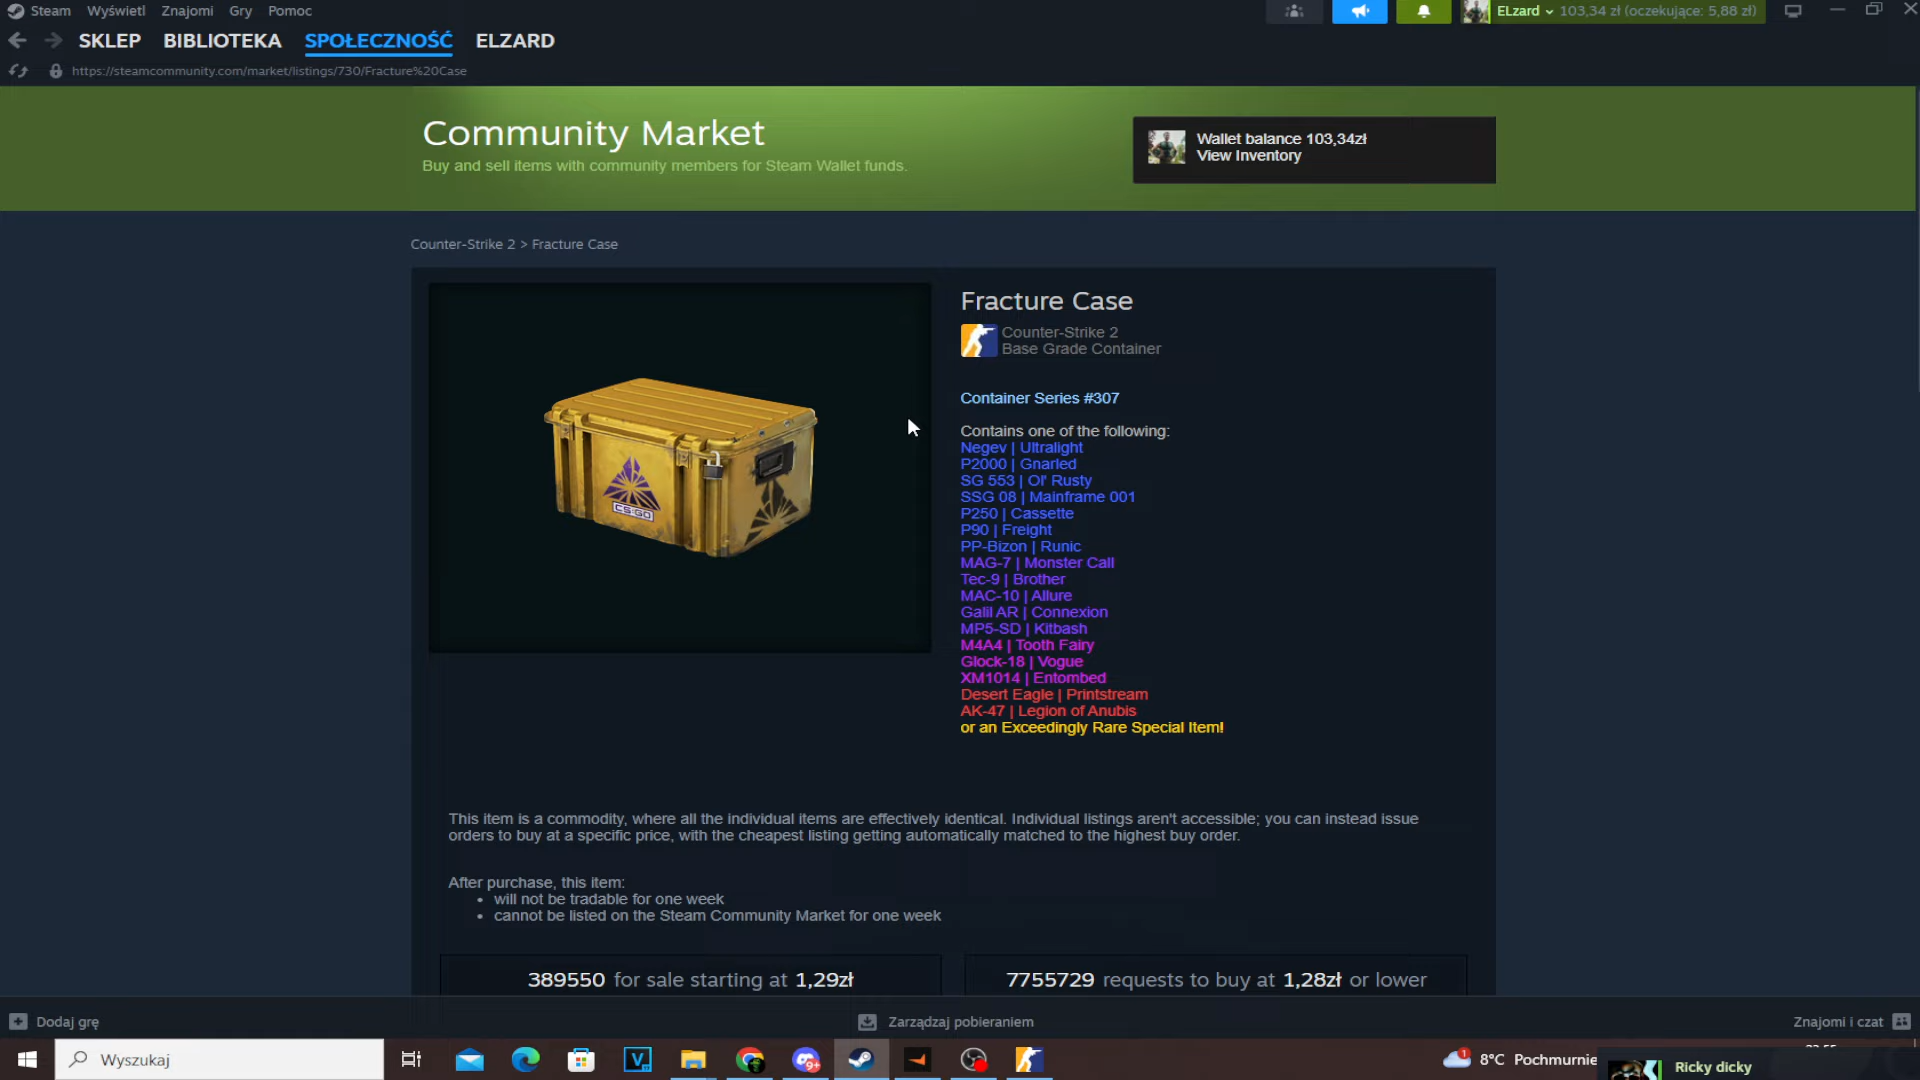 Steam Wyświetl Znajomi Gry Pomoc
ELzard 103,34 zł (oczekujące: 5,88 zł)
SKLEP BIBLIOTEKA SPOŁECZNOŚĆ ELZARD
https://steamcommunity.com/market/listings/730/Fracture%20Case
Community Market
Buy and sell items with community members for Steam Wallet funds.
Wallet balance 103,34zł
View Inventory
Counter-Strike 2 > Fracture Case
CS:GO
Fracture Case
Counter-Strike 2
Base Grade Container
Container Series #307
Contains one of the following:
Negev | Ultralight
P2000 | Gnarled
SG 553 | Ol' Rusty
SSG 08 | Mainframe 001
P250 | Cassette
P90 | Freight
PP-Bizon | Runic
MAG-7 | Monster Call
Tec-9 | Brother
MAC-10 | Allure
Galil AR | Connexion
MP5-SD | Kitbash
M4A4 | Tooth Fairy
Glock-18 | Vogue
XM1014 | Entombed
Desert Eagle | Printstream
AK-47 | Legion of Anubis
or an Exceedingly Rare Special Item!
This item is a commodity, where all the individual items are effectively identical. Individual listings aren't accessible; you can instead issue
orders to buy at a specific price, with the cheapest listing getting automatically matched to the highest buy order.
After purchase, this item:
• will not be tradable for one week
• cannot be listed on the Steam Community Market for one week
389550 for sale starting at 1,29zł
7755729 requests to buy at 1,28zł or lower
Dodaj grę
Zarządzaj pobieraniem
Znajomi i czat
Wyszukaj
V
9+
1
8°C Pochmurnie
Ricky dicky